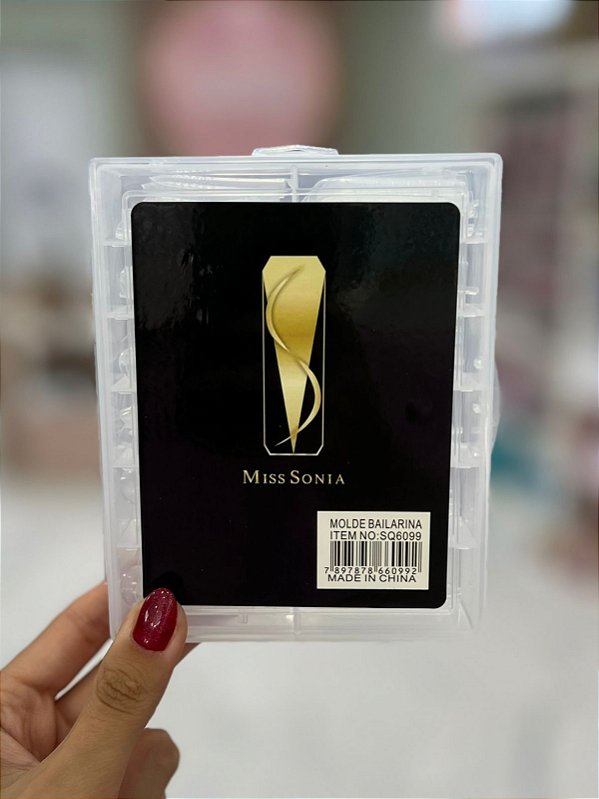 MISS SONIA
MOLDE BAILARINA
ITEM NO:SQ6099
7 897878 660992
MADE IN CHINA